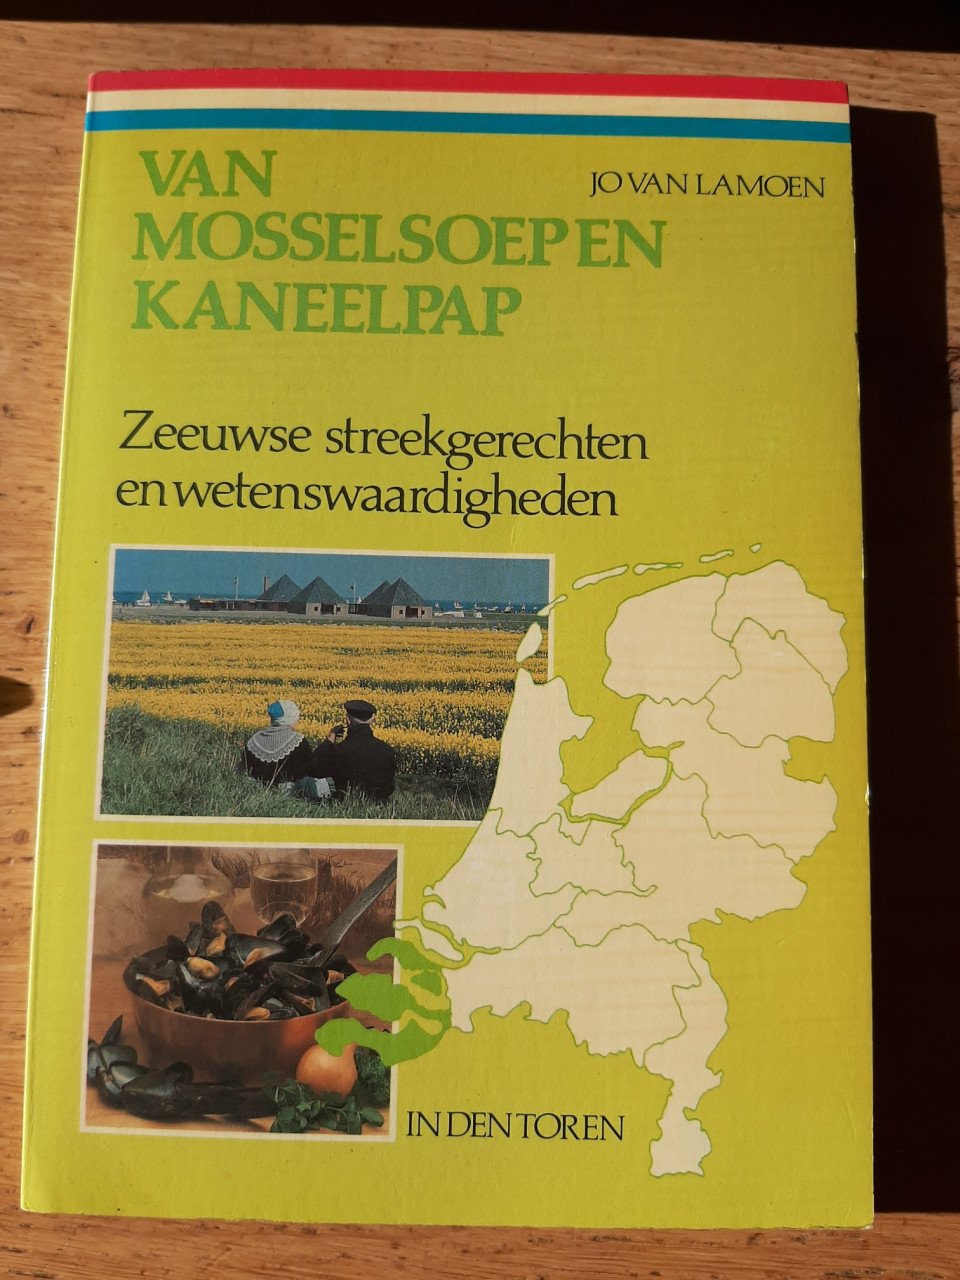 VAN
MOSSELSOEP EN
KANEELPAP
JO VAN LAMOEN
Zeeuwse streekgerechten
en wetenswaardigheden
IN DEN TOREN